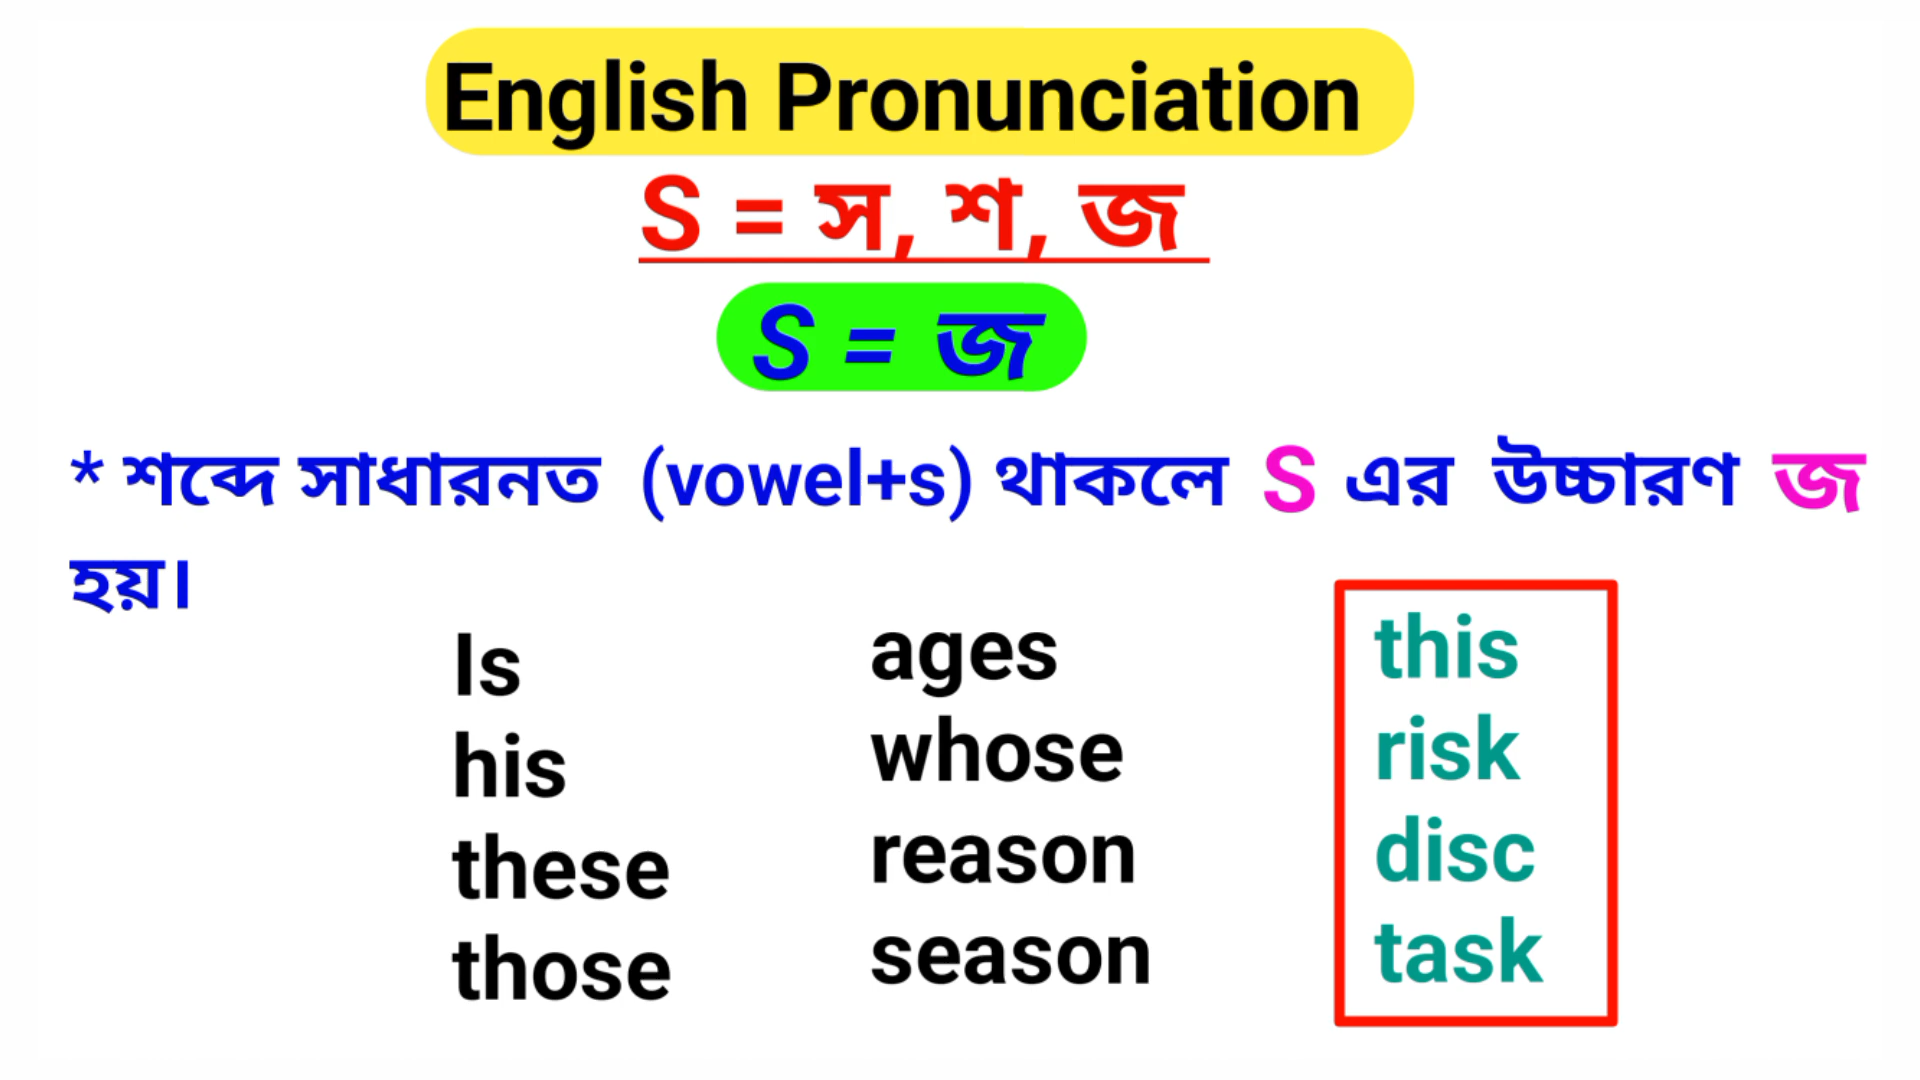 English Pronunciation
S = স, শ, জ
S = জ
* শব্দে সাধারনত (vowel+s) থাকলে S এর উচ্চারণ জ
হয়।
Is
his
these
those
ages
whose
reason
season
this
risk
disc
task